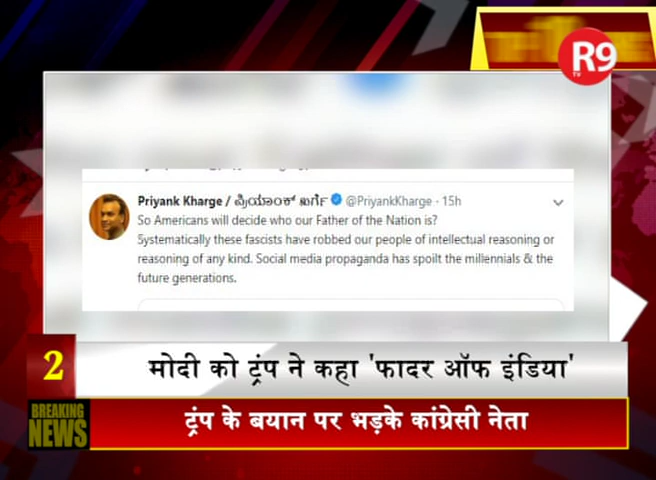 R9
TV
Priyank Kharge / ಪ್ರಿಯಾಂಕ್ ಖರ್ಗೆ @PriyankKharge · 15h
So Americans will decide who our Father of the Nation is?
Systematically these fascists have robbed our people of intellectual reasoning or
reasoning of any kind. Social media propaganda has spoilt the millennials & the
future generations.
2
मोदी को ट्रंप ने कहा 'फादर ऑफ इंडिया'
BREAKING
NEWS
ट्रंप के बयान पर भड़के कांग्रेसी नेता